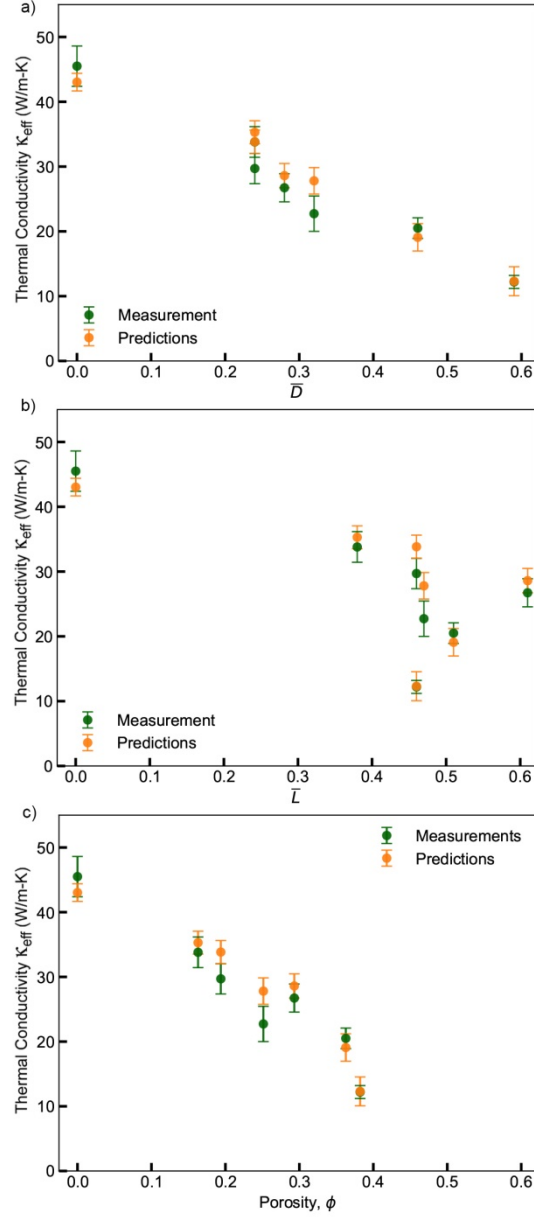 a)
Thermal Conductivity κeff (W/m-K)
50
40
30
20
10
0
Measurement
Predictions
0.0 0.1 0.2 0.3 0.4 0.5 0.6
D̅
b)
Thermal Conductivity κeff (W/m-K)
50
40
30
20
10
0
Measurement
Predictions
0.0 0.1 0.2 0.3 0.4 0.5 0.6
L̅
c)
Thermal Conductivity κeff (W/m-K)
Measurements
Predictions
50
40
30
20
10
0
0.0 0.1 0.2 0.3 0.4 0.5 0.6
Porosity, ϕ